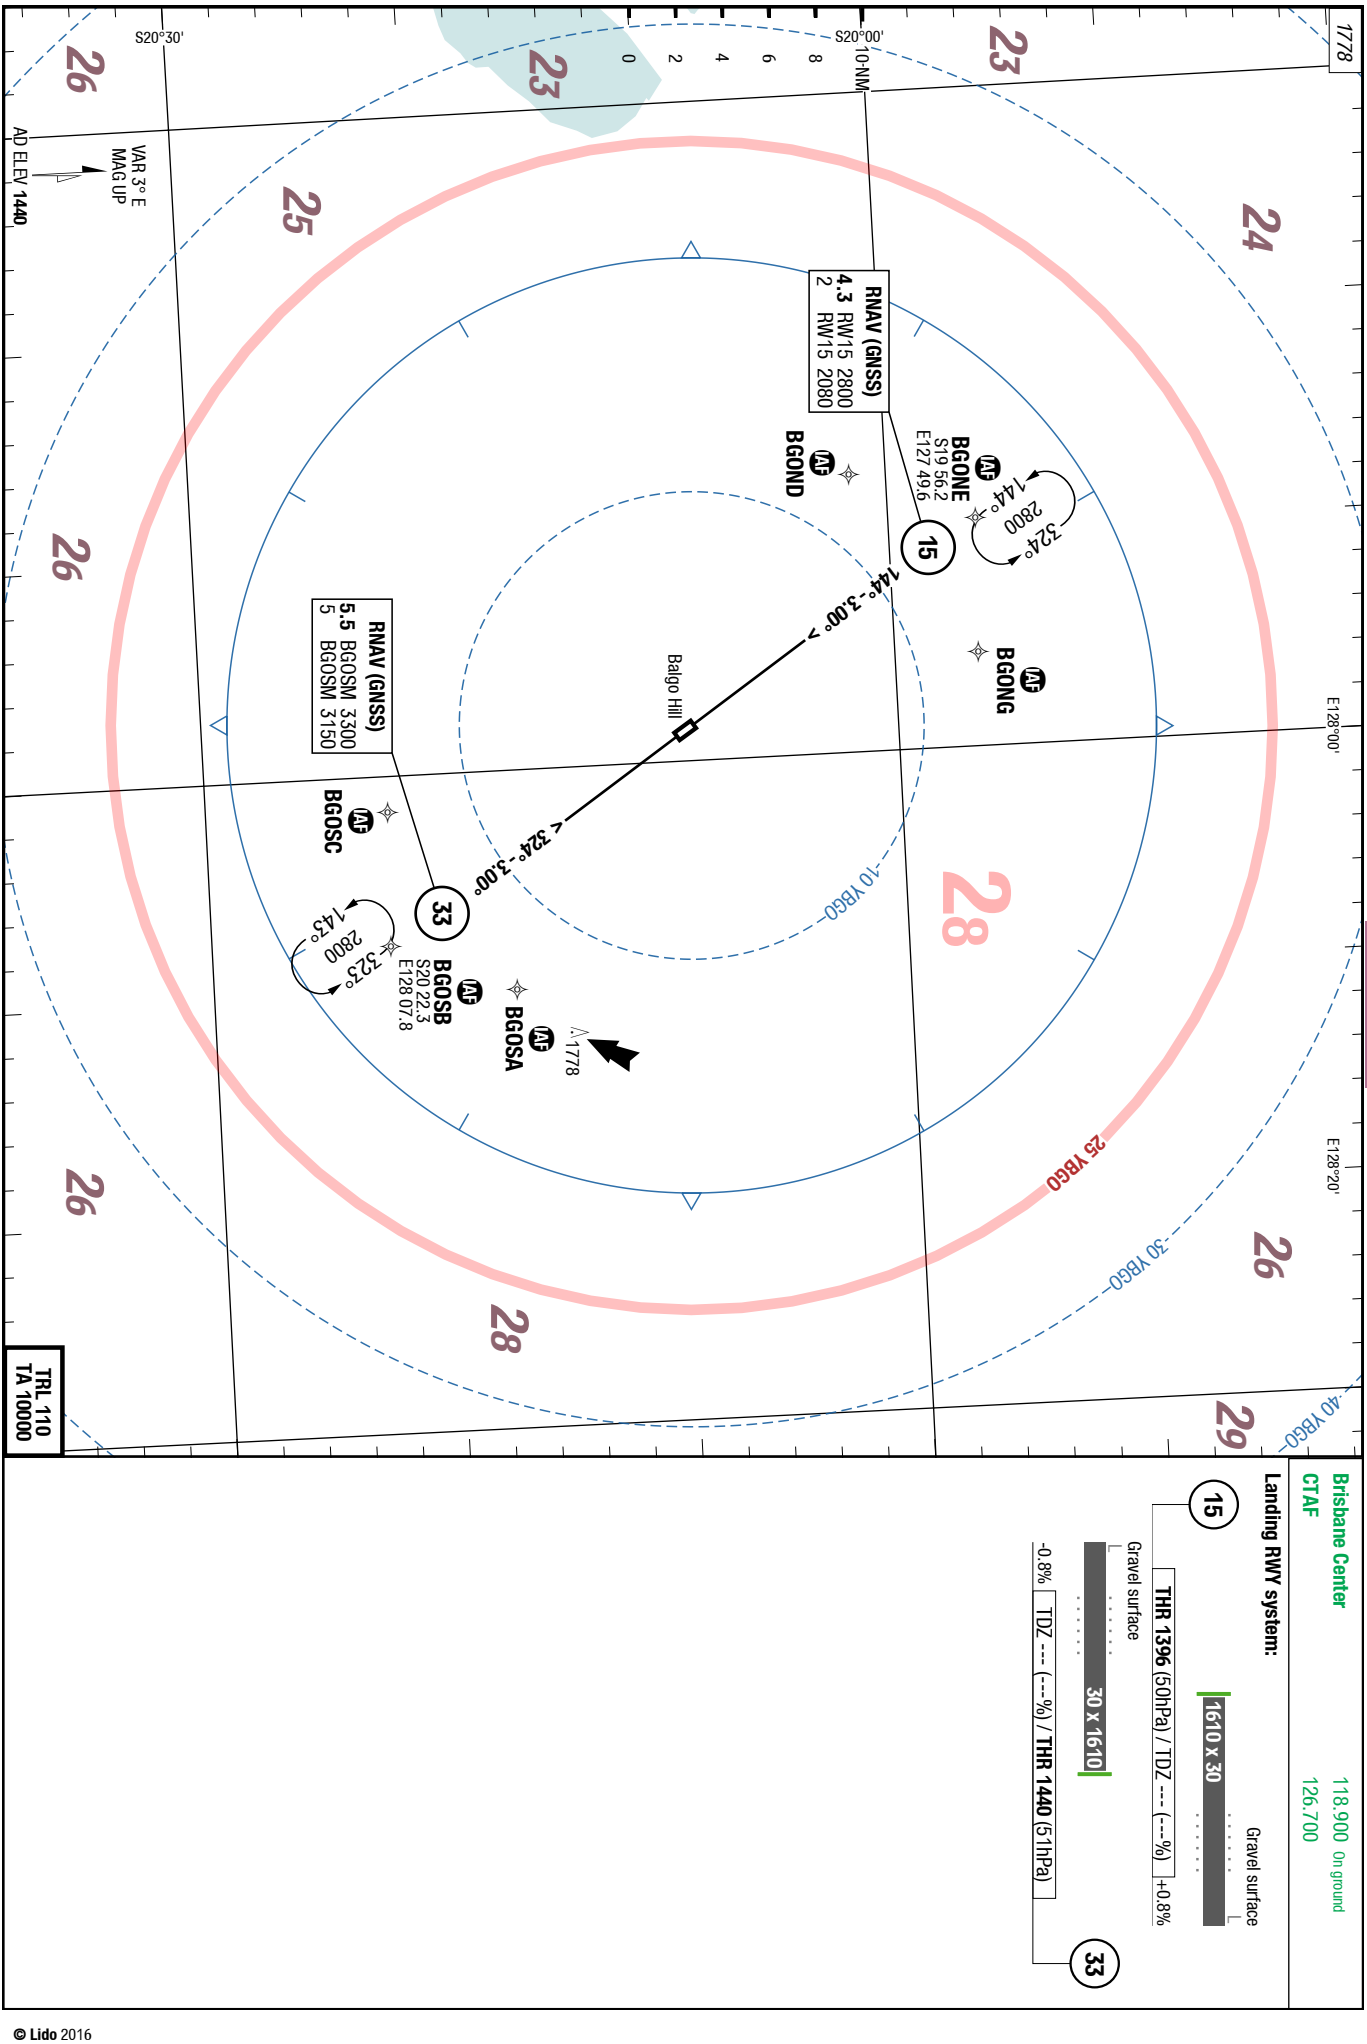 1778
E128°00'
E128°20'
23
24
26
29
40 YBGO
30 YBGO
25 YBGO
S20°00'
10 NM
8
6
4
2
0
RNAV (GNSS)
4.3 RW15 2800
2 RW15 2080
IAF
BGONE
S19 56.2
E127 49.6
144°
2800
324°
15
144° - 3.00° >
IAF
BGOND
IAF
BGONG
28
10 YBGO
Balgo Hill
23
< 324° - 3.00°
33
1778
IAF
BGOSA
IAF
BGOSB
S20 22.3
E128 07.8
323°
2800
143°
RNAV (GNSS)
5.5 BGOSM 3300
5 BGOSM 3150
IAF
BGOSC
28
25
S20°30'
26
26
26
VAR 3° E
MAG UP
AD ELEV 1440
TRL 110
TA 10000
Brisbane Center 118.900 On ground
CTAF 126.700
Landing RWY system:
15
Gravel surface
1610 x 30
THR 1396 (50hPa) / TDZ --- (---%) +0.8%
Gravel surface
30 x 1610
-0.8% TDZ --- (---%) / THR 1440 (51hPa)
33
© Lido 2016